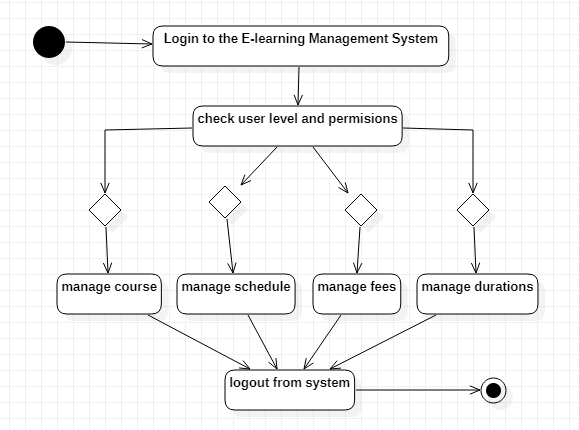 Login to the E-learning Management System
check user level and permisions
manage course
manage schedule
manage fees
manage durations
logout from system